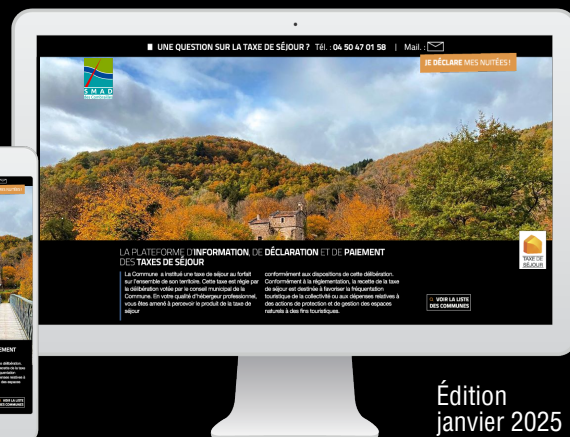 ■ UNE QUESTION SUR LA TAXE DE SÉJOUR ? Tél. : 04 50 47 01 58 | Mail. :
JE DÉCLARE MES NUITÉES !
SMAD
LA PLATEFORME D'INFORMATION, DE DÉCLARATION ET DE PAIEMENT
DES TAXES DE SÉJOUR
La Commune a institué une taxe de séjour au forfait
sur l'ensemble de son territoire. Cette taxe est régie par
la délibération votée par le conseil municipal de la
Commune. En votre qualité d'hébergeur professionnel,
vous êtes amené à percevoir le produit de la taxe de
séjour
conformément aux dispositions de cette délibération.
Conformément à la réglementation, la recette de la taxe
de séjour est destinée à favoriser la fréquentation
touristique de la collectivité ou aux dépenses relatives à
des actions de protection et de gestion des espaces
naturels à des fins touristiques.
TAXE DE
SÉJOUR
VOIR LA LISTE
DES COMMUNES
EMENT
VOIR LA LISTE
DES COMMUNES
Édition
janvier 2025